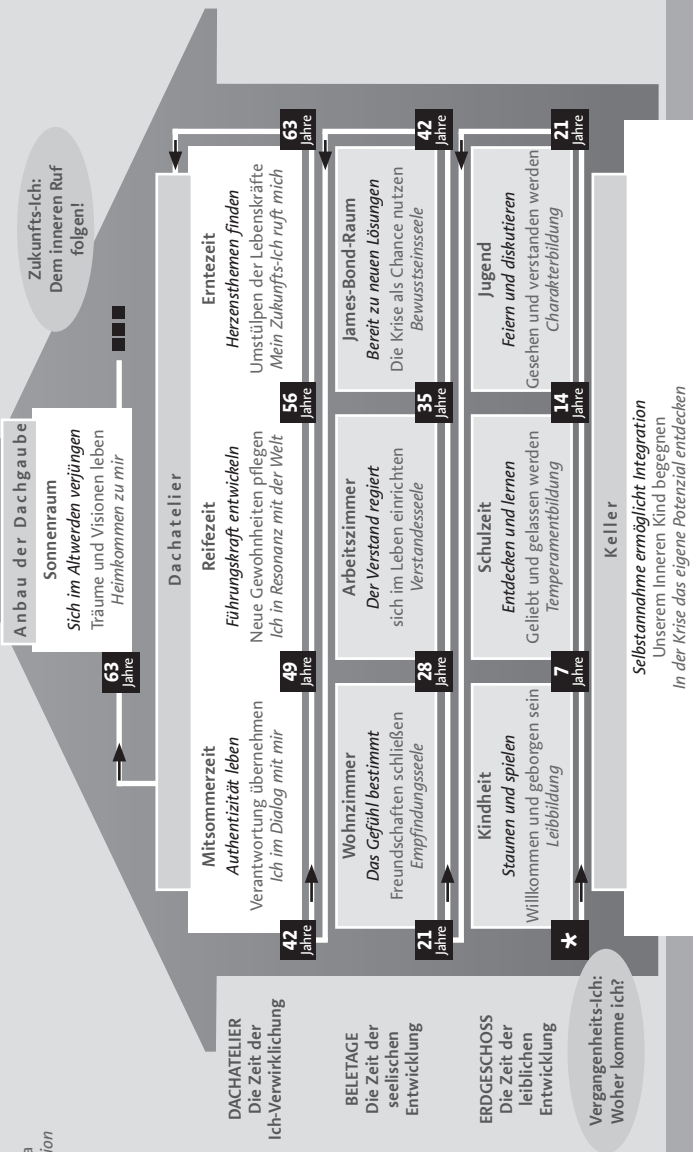 Zukunfts-Ich:
Dem inneren Ruf
folgen!
Anbau der Dachgaube
Sonnenraum
Sich im Altwerden verjüngen
Träume und Visionen leben
Heimkommen zu mir
63
Jahre
Dachatelier
DACHATELIER
Die Zeit der
Ich-Verwirklichung
Mitsommerzeit
Authentizität leben
Verantwortung übernehmen
Ich im Dialog mit mir
Reifezeit
Führungskraft entwickeln
Neue Gewohnheiten pflegen
Ich in Resonanz mit der Welt
Erntezeit
Herzensthemen finden
Umstülpen der Lebenskräfte
Mein Zukunfts-Ich ruft mich
42
Jahre
49
Jahre
56
Jahre
63
Jahre
BELETAGE
Die Zeit der
seelischen
Entwicklung
Wohnzimmer
Das Gefühl bestimmt
Freundschaften schließen
Empfindungsseele
Arbeitszimmer
Der Verstand regiert
sich im Leben einrichten
Verstandesseele
James-Bond-Raum
Bereit zu neuen Lösungen
Die Krise als Chance nutzen
Bewusstseinsseele
21
Jahre
28
Jahre
35
Jahre
42
Jahre
ERDGESCHOSS
Die Zeit der
leiblichen
Entwicklung
Kindheit
Staunen und spielen
Willkommen und geborgen sein
Leibbildung
Schulzeit
Entdecken und lernen
Geliebt und gelassen werden
Temperamentbildung
Jugend
Feiern und diskutieren
Gesehen und verstanden werden
Charakterbildung
*
7
Jahre
14
Jahre
21
Jahre
Vergangenheits-Ich:
Woher komme ich?
Keller
Selbstannahme ermöglicht Integration
Unserem Inneren Kind begegnen
In der Krise das eigene Potenzial entdecken